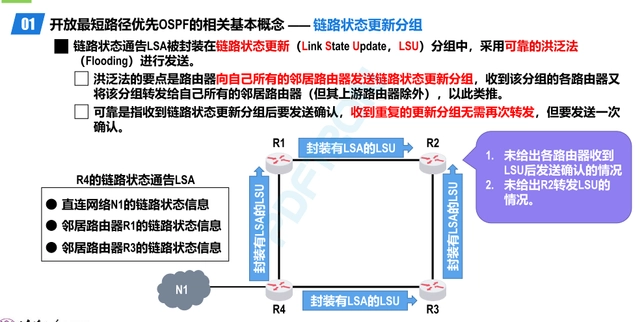 01 开放最短路径优先OSPF的相关基本概念 —— 链路状态更新分组
链路状态通告LSA被封装在链路状态更新（Link State Update，LSU）分组中，采用可靠的洪泛法
（Flooding）进行发送。
洪泛法的要点是路由器向自己所有的邻居路由器发送链路状态更新分组，收到该分组的各路由器又
将该分组转发给自己所有的邻居路由器（但其上游路由器除外），以此类推。
可靠是指收到链路状态更新分组后要发送确认，收到重复的更新分组无需再次转发，但要发送一次
确认。
R1
封装有LSA的LSU
R2
1. 未给出各路由器收到
LSU后发送确认的情况
2. 未给出R2转发LSU的
情况。
R4的链路状态通告LSA
● 直连网络N1的链路状态信息
● 邻居路由器R1的链路状态信息
● 邻居路由器R3的链路状态信息
封装有LSA的LSU
封装有LSA的LSU
N1
R4
封装有LSA的LSU
R3